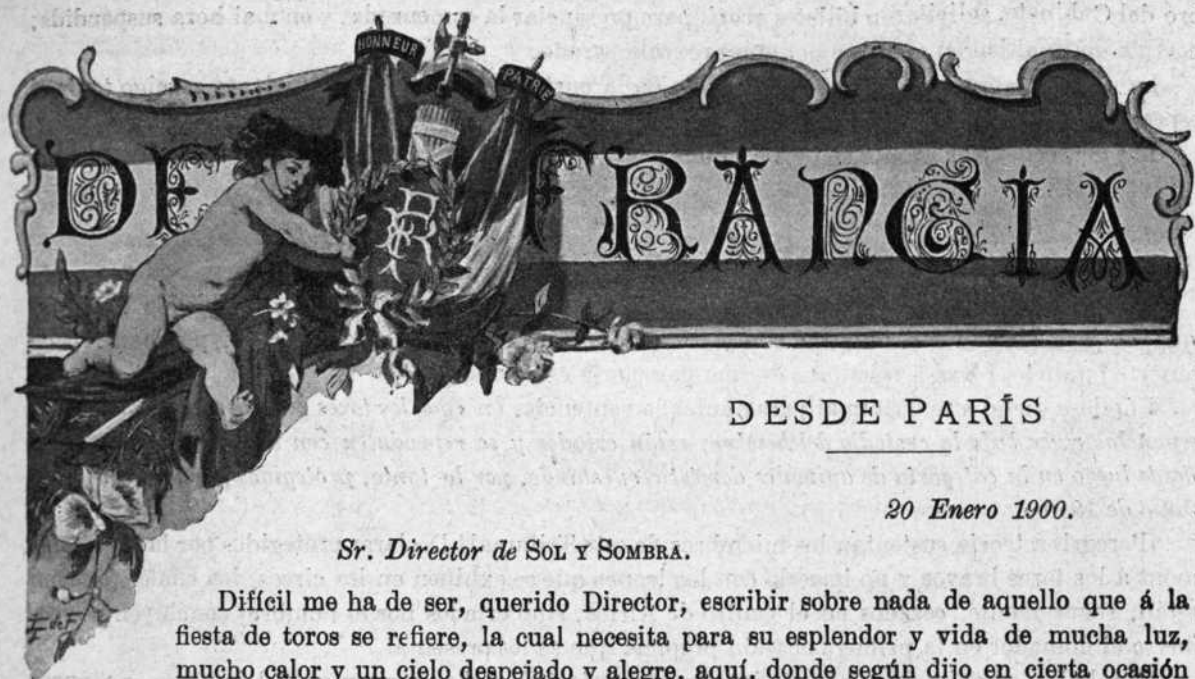 HONNEUR
PATRIE
DE FRANCIA
RF
DESDE PARÍS
20 Enero 1900.
Sr. Director de SOL Y SOMBRA.
Difícil me ha de ser, querido Director, escribir sobre nada de aquello que á la
fiesta de toros se refiere, la cual necesita para su esplendor y vida de mucha luz,
mucho calor y un cielo despejado y alegre, aquí, donde según dijo en cierta ocasión